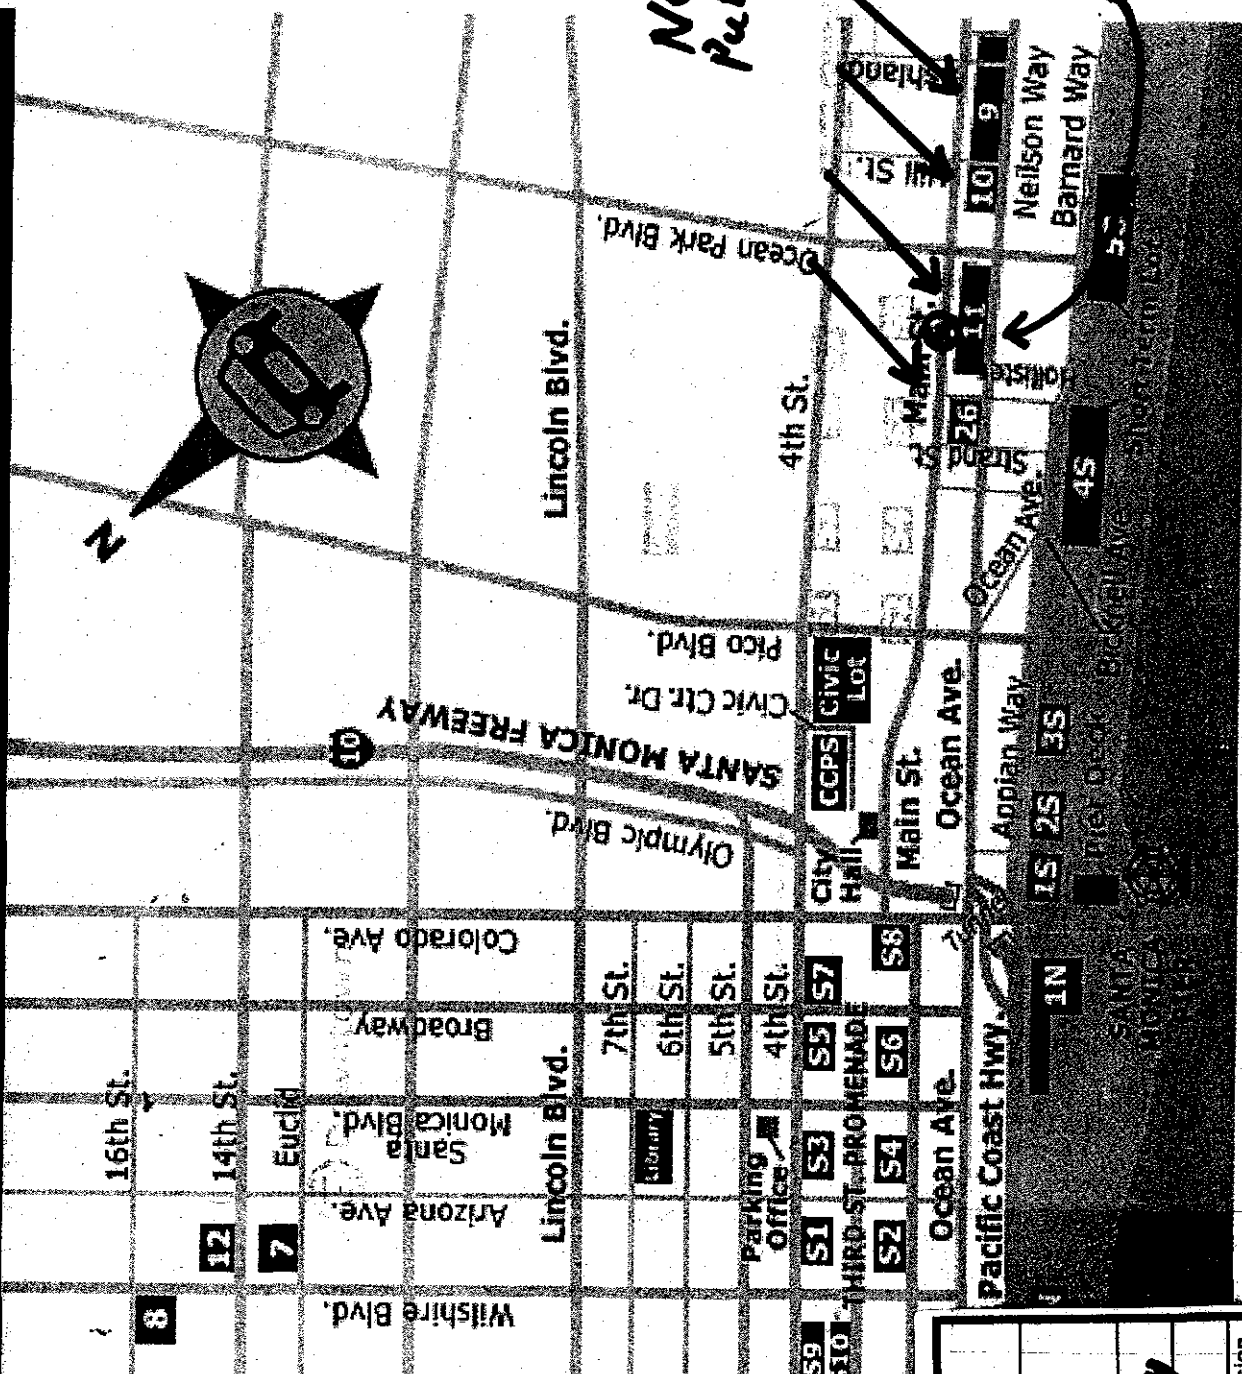 N
Lincoln Blvd.
4th St.
Ocean Park Blvd.
Hill St.
Neilson Way
Barnard Way
9
10
11
26
Strand St
Ocean Ave.
4S
5S
Pico Blvd.
Civic Ctr. Dr.
Civic
Lot
SANTA MONICA FREEWAY
10
CCPS
Olympic Blvd.
City
Hall
Main St.
Ocean Ave.
Appian Way
1S
2S
3S
Colorado Ave.
Broadway
Santa
Monica Blvd.
Arizona Ave.
Wilshire Blvd.
16th St.
14th St.
Euclid
Lincoln Blvd.
7th St.
6th St.
5th St.
4th St.
Library
Parking
Office
S7
S8
S5
S6
S3
S4
S1
S2
S9
S10
THIRD ST. PROMENADE
Ocean Ave.
Pacific Coast Hwy.
1N
SANTA
MONICA
12
7
8